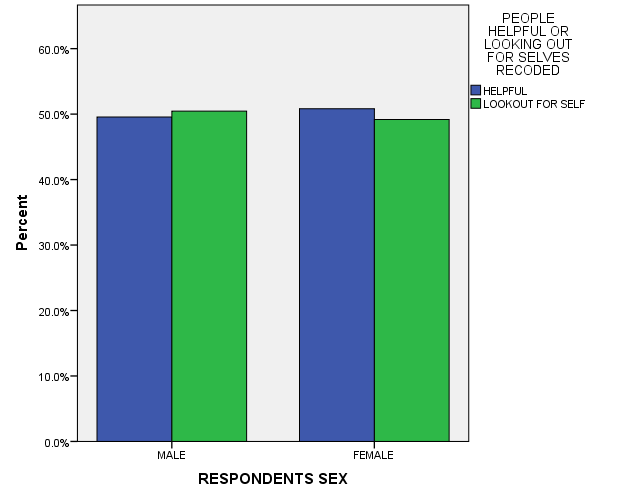 PEOPLE
HELPFUL OR
LOOKING OUT
FOR SELVES
RECODED
HELPFUL
LOOKOUT FOR SELF
60.0%
50.0%
40.0%
30.0%
20.0%
10.0%
0.0%
Percent
MALE
FEMALE
RESPONDENTS SEX